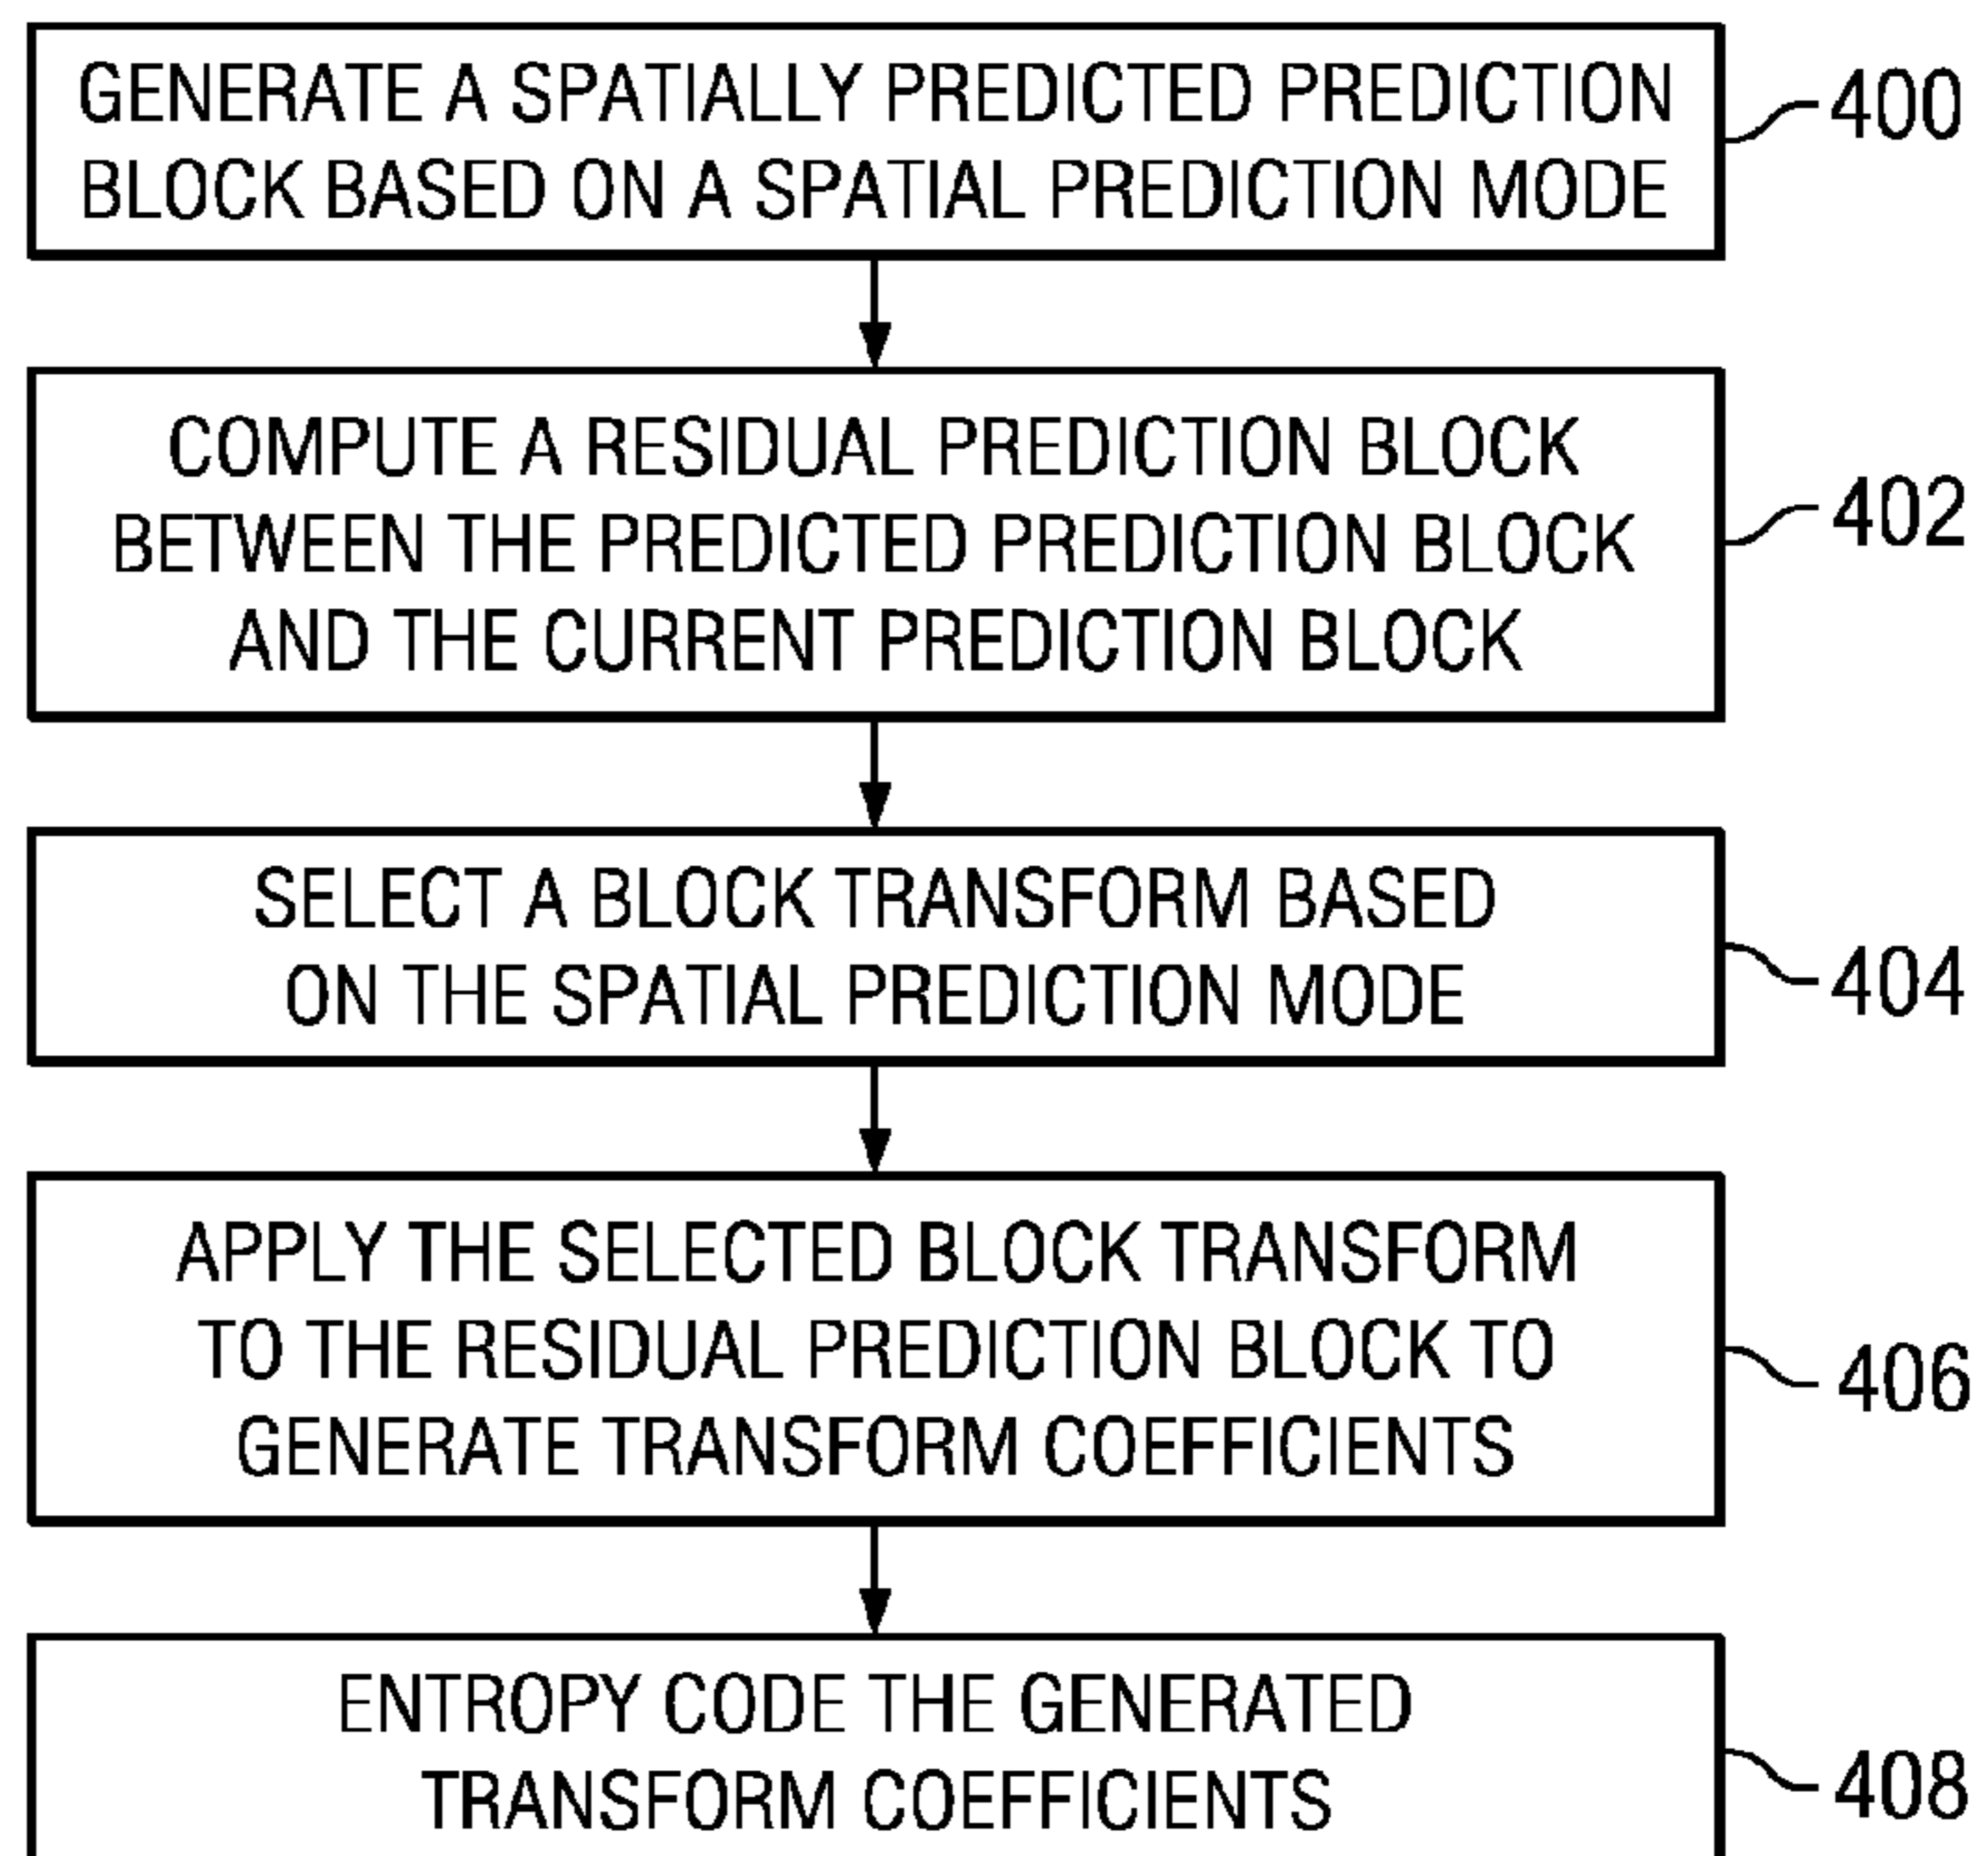 GENERATE A SPATIALLY PREDICTED PREDICTION
BLOCK BASED ON A SPATIAL PREDICTION MODE
400
COMPUTE A RESIDUAL PREDICTION BLOCK
BETWEEN THE PREDICTED PREDICTION BLOCK
AND THE CURRENT PREDICTION BLOCK
402
SELECT A BLOCK TRANSFORM BASED
ON THE SPATIAL PREDICTION MODE
404
APPLY THE SELECTED BLOCK TRANSFORM
TO THE RESIDUAL PREDICTION BLOCK TO
GENERATE TRANSFORM COEFFICIENTS
406
ENTROPY CODE THE GENERATED
TRANSFORM COEFFICIENTS
408